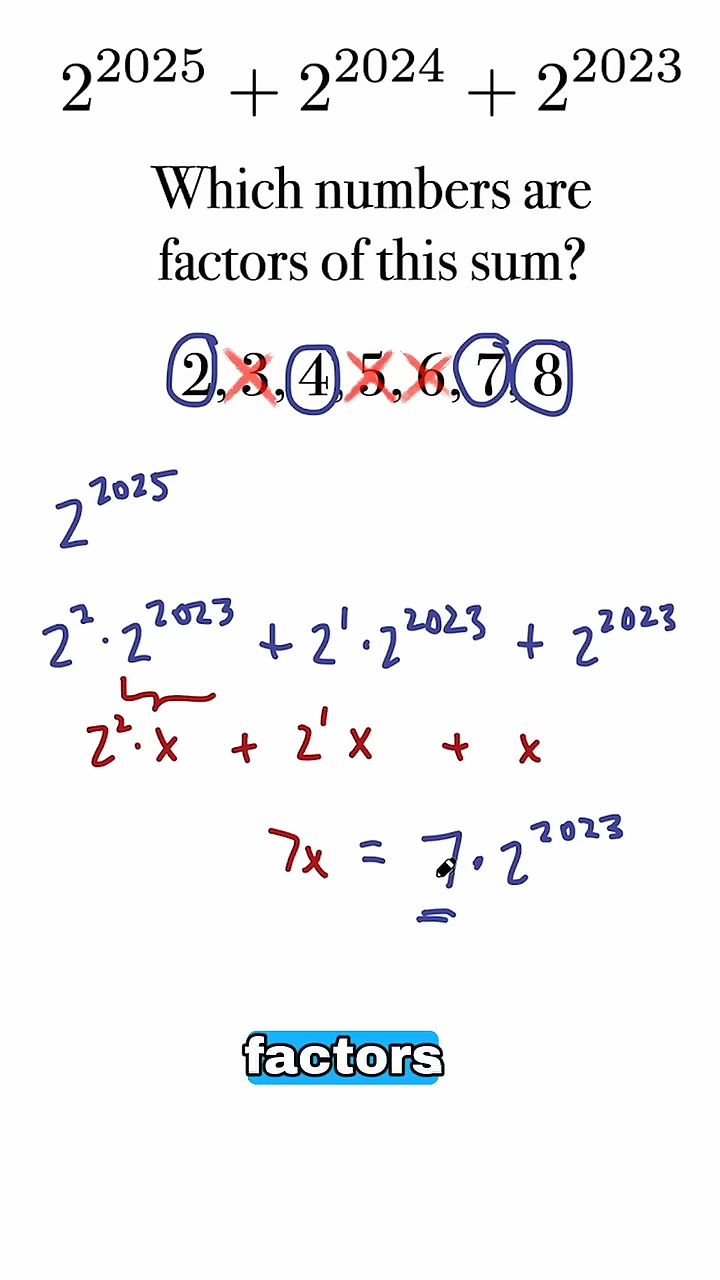 2^2025 + 2^2024 + 2^2023
Which numbers are
factors of this sum?
2, 3, 4, 5, 6, 7, 8
2^2025
2^2 · 2^2023 + 2^1 · 2^2023 + 2^2023
2^2 · x + 2^1 x + x
7x = 7 · 2^2023
factors